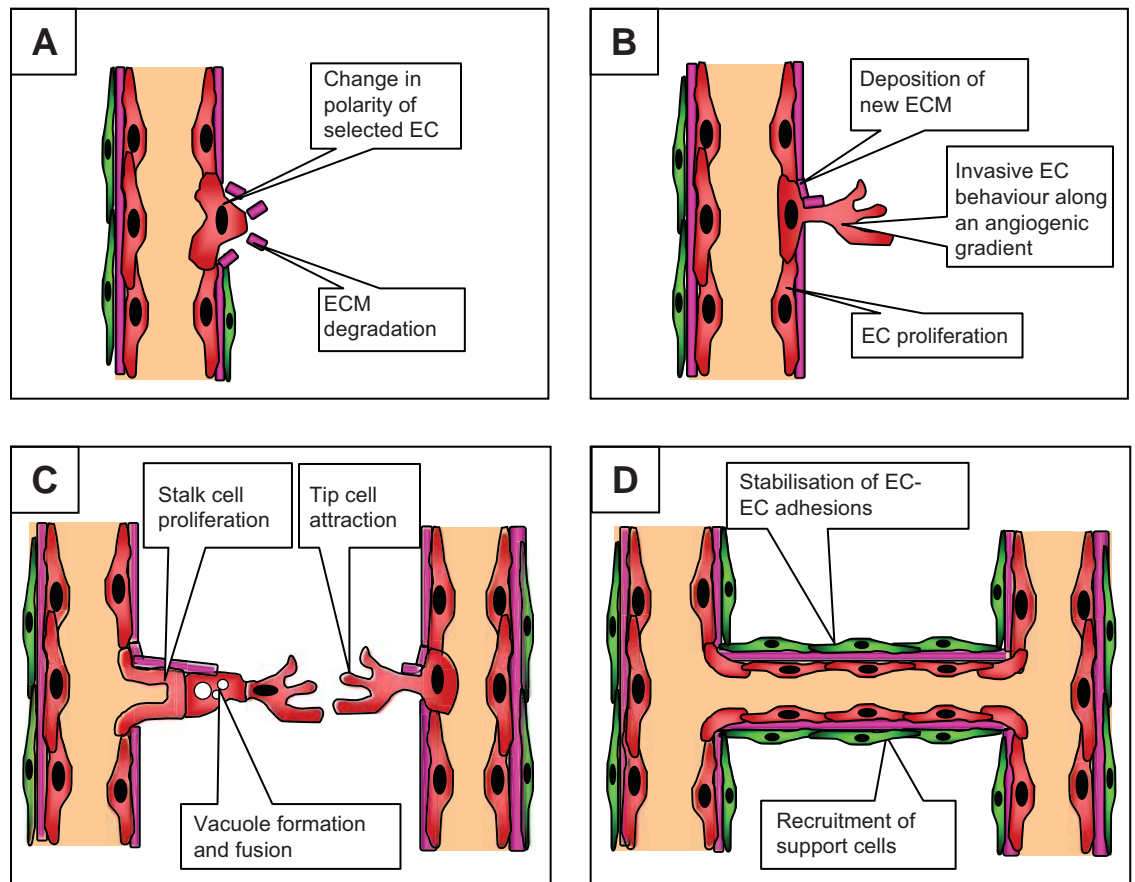 A
Change in
polarity of
selected EC
ECM
degradation
B
Deposition of
new ECM
Invasive EC
behaviour along
an angiogenic
gradient
EC proliferation
C
Stalk cell
proliferation
Tip cell
attraction
Vacuole formation
and fusion
D
Stabilisation of EC-
EC adhesions
Recruitment of
support cells